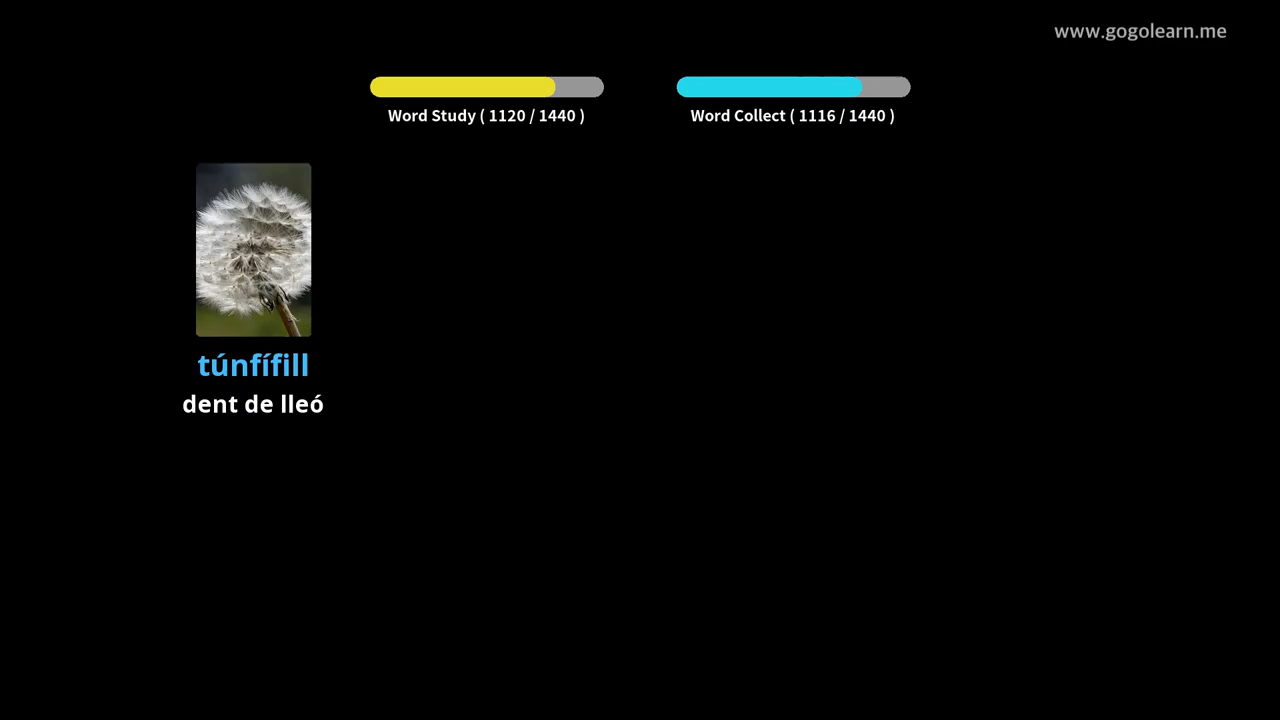 www.gogolearn.me
Word Study ( 1120 / 1440 )
Word Collect ( 1116 / 1440 )
túnfífill
dent de lleó